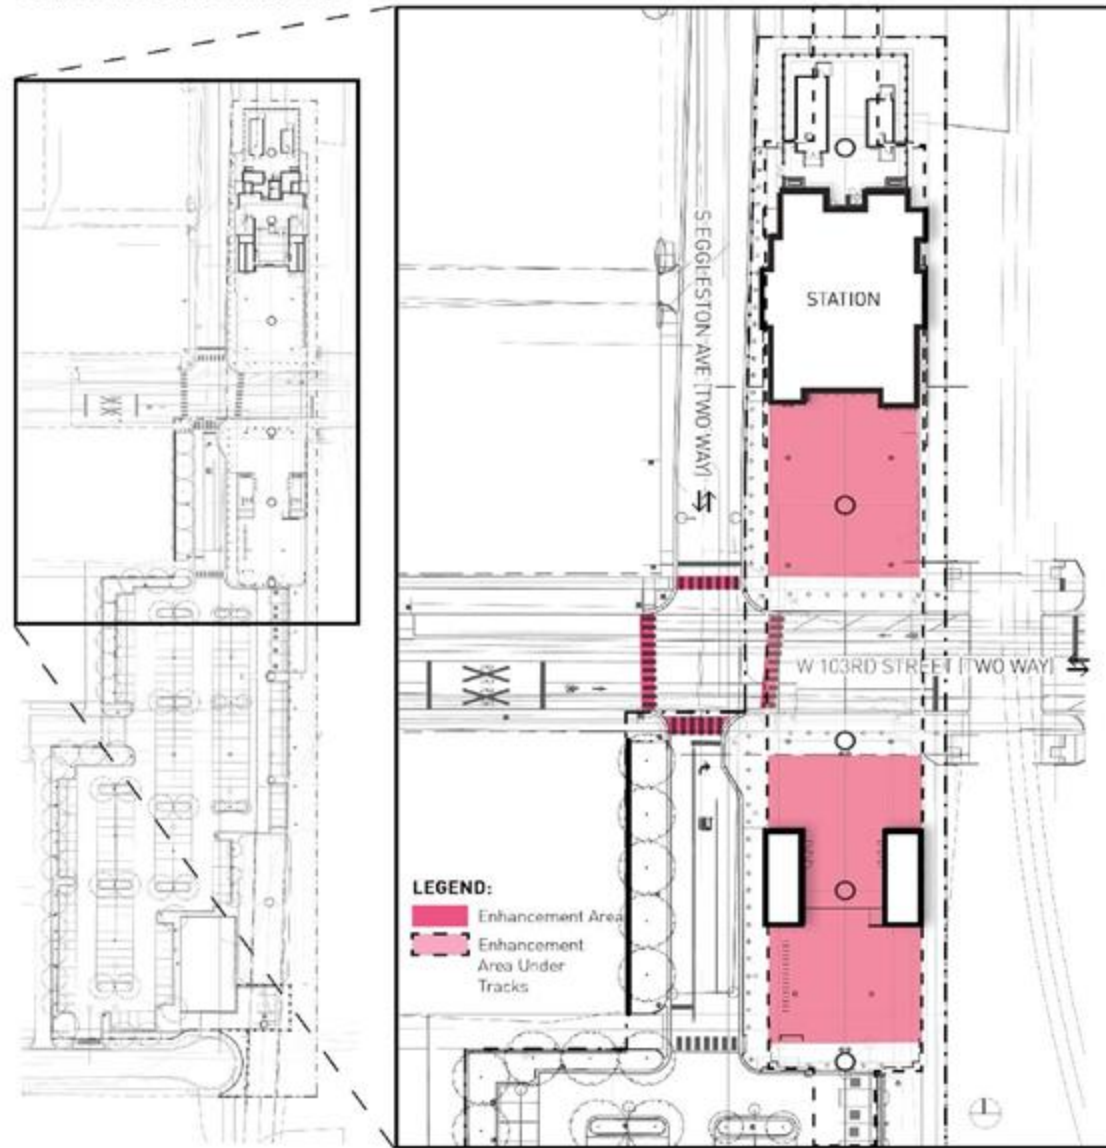 STATION
S EGGLESTON AVE [TWO WAY]
W 103RD STREET [TWO WAY]
LEGEND:
Enhancement Area
Enhancement
Area Under
Tracks